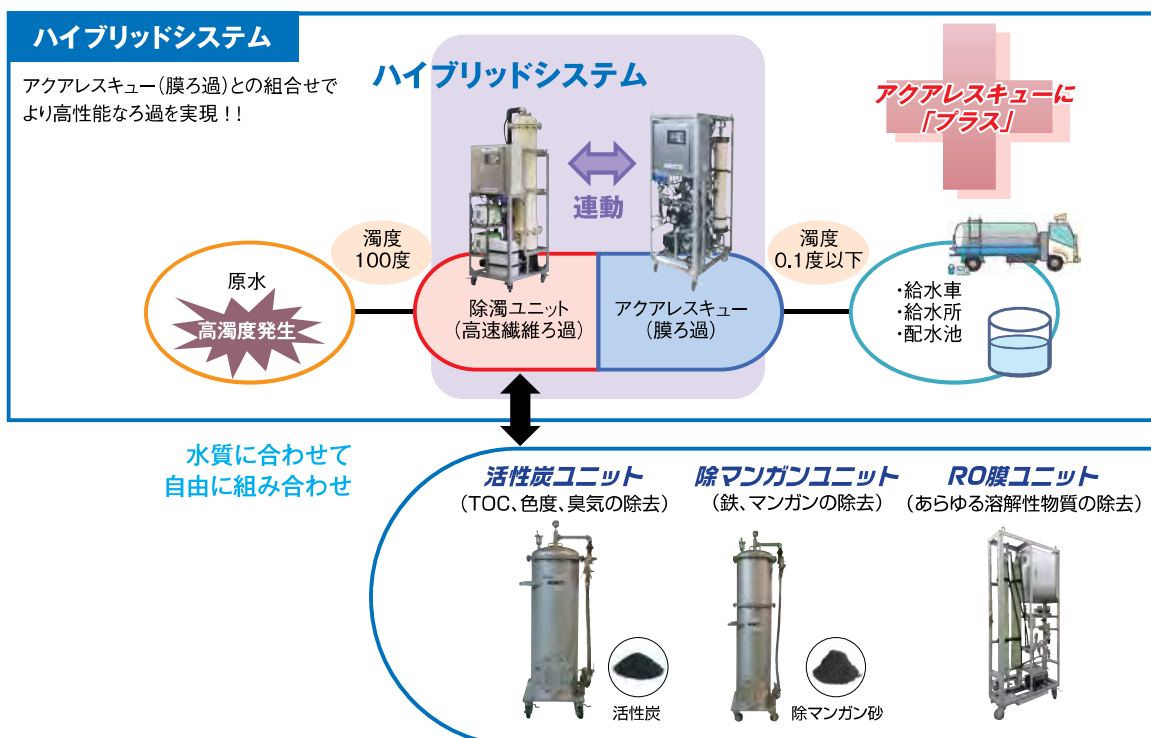 ハイブリッドシステム
アクアレスキュー(膜ろ過)との組合せで
より高性能なろ過を実現!!
ハイブリッドシステム
アクアレスキューに
「プラス」
連動
濁度
100度
濁度
0.1度以下
原水
高濁度発生
除濁ユニット
(高速繊維ろ過)
アクアレスキュー
(膜ろ過)
・給水車
・給水所
・配水池
水質に合わせて
自由に組み合わせ
活性炭ユニット
(TOC、色度、臭気の除去)
除マンガンユニット
(鉄、マンガンの除去)
RO膜ユニット
(あらゆる溶解性物質の除去)
活性炭
除マンガン砂